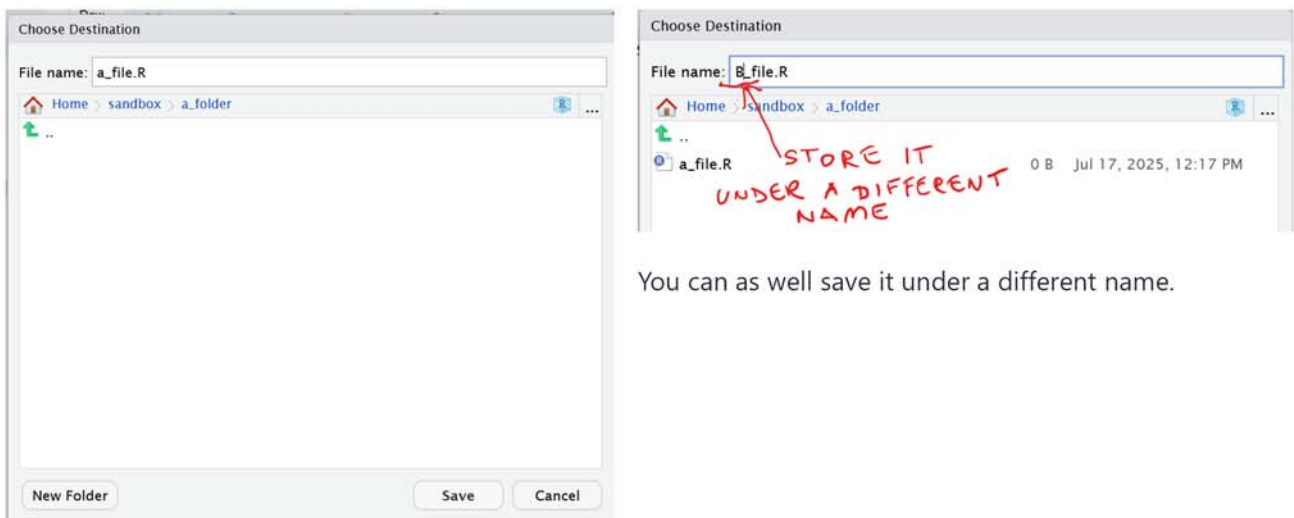 Choose Destination
File name: a_file.R
Home sandbox a_folder
...
..
New Folder
Save
Cancel
Choose Destination
File name: B_file.R
Home sandbox a_folder
...
..
a_file.R 0 B Jul 17, 2025, 12:17 PM
STORE IT
UNDER A DIFFERENT
NAME
You can as well save it under a different name.